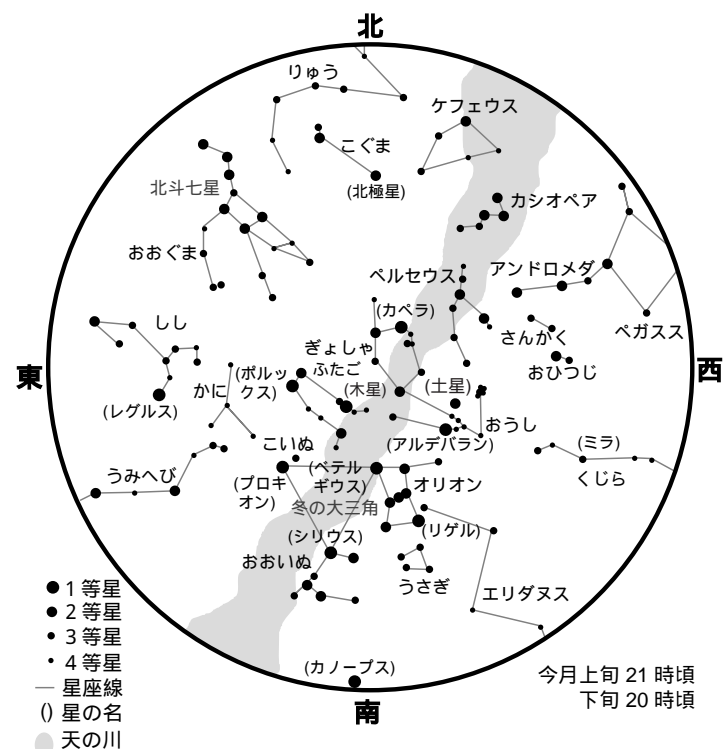 北
りゅう
ケフェウス
こぐま
北斗七星
(北極星)
カシオペア
おおぐま
ペルセウス
アンドロメダ
(カペラ)
しし
さんかく
ペガスス
ぎょしゃ
ふたご
おひつじ
東
西
(ポルッ
クス)
(木星)
(土星)
かに
(レグルス)
おうし
こいぬ
(アルデバラン)
(ミラ)
うみへび
(プロキ
オン)
(ベテル
ギウス)
オリオン
くじら
冬の大三角
(シリウス)
(リゲル)
おおいぬ
うさぎ
エリダヌス
1等星
2等星
3等星
4等星
星座線
() 星の名
天の川
(カノープス)
南
今月上旬 21 時頃
下旬 20 時頃